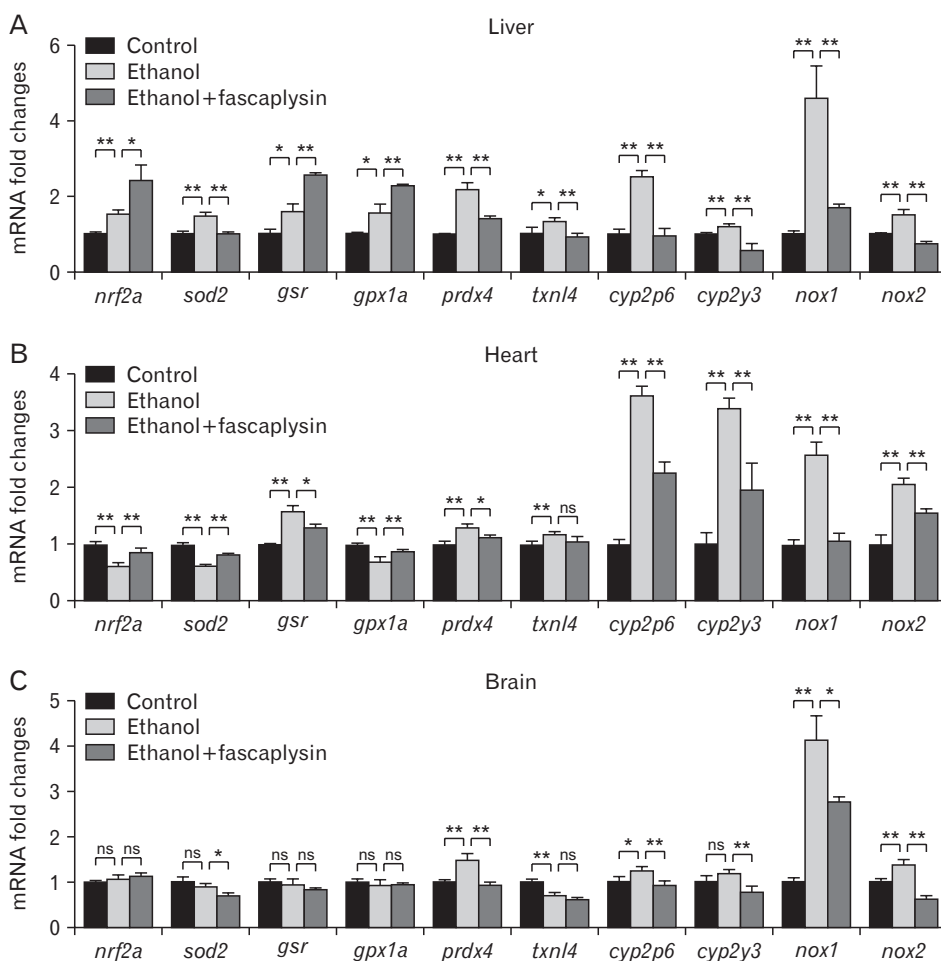 A
Liver
Control
Ethanol
Ethanol+fascaplysin
mRNA fold changes
6
4
2
0
** * ** ** * ** * ** ** ** * ** ** ** ** ** ** ** ** **
nrf2a sod2 gsr gpx1a prdx4 txnl4 cyp2p6 cyp2y3 nox1 nox2
B
Heart
Control
Ethanol
Ethanol+fascaplysin
mRNA fold changes
4
3
2
1
0
** ** ** ** ** * ** ** ** * ** ns ** ** ** ** ** ** ** **
nrf2a sod2 gsr gpx1a prdx4 txnl4 cyp2p6 cyp2y3 nox1 nox2
C
Brain
Control
Ethanol
Ethanol+fascaplysin
mRNA fold changes
5
4
3
2
1
0
ns ns ns * ns ns ns ns ** ** ** ns * ** ns ** ** * ** **
nrf2a sod2 gsr gpx1a prdx4 txnl4 cyp2p6 cyp2y3 nox1 nox2